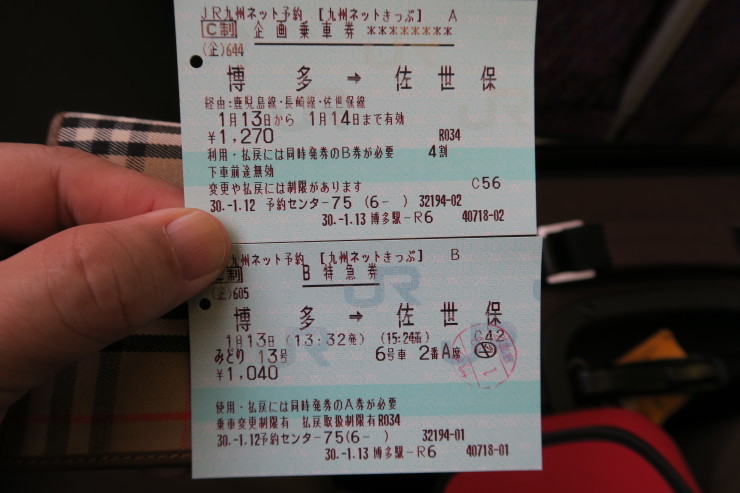 JR九州ネット予約 【九州ネットきっぷ】 A
C制 企画乗車券 ********
(企)644
博多 → 佐世保
経由:鹿児島線・長崎線・佐世保線
1月13日から 1月14日まで有効
¥1,270 R034
利用・払戻には同時発券のB券が必要 4割
下車前途無効
変更や払戻には制限があります C56
30.-1.12 予約センター-75 (6- ) 32194-02
30.-1.13 博多駅-R6 40718-02
九州ネット予約 【九州ネットきっぷ】 B
制 B特急券
(企)605
博多 → 佐世保
1月13日 (13:32発) (15:24着) C42
みどり 13号 6号車 2番A席
¥1,040
使用・払戻には同時発券のA券が必要
乗車変更制限有 払戻取扱制限有R034
30.-1.12予約センター-75(6- ) 32194-01
30.-1.13 博多駅-R6 40718-01